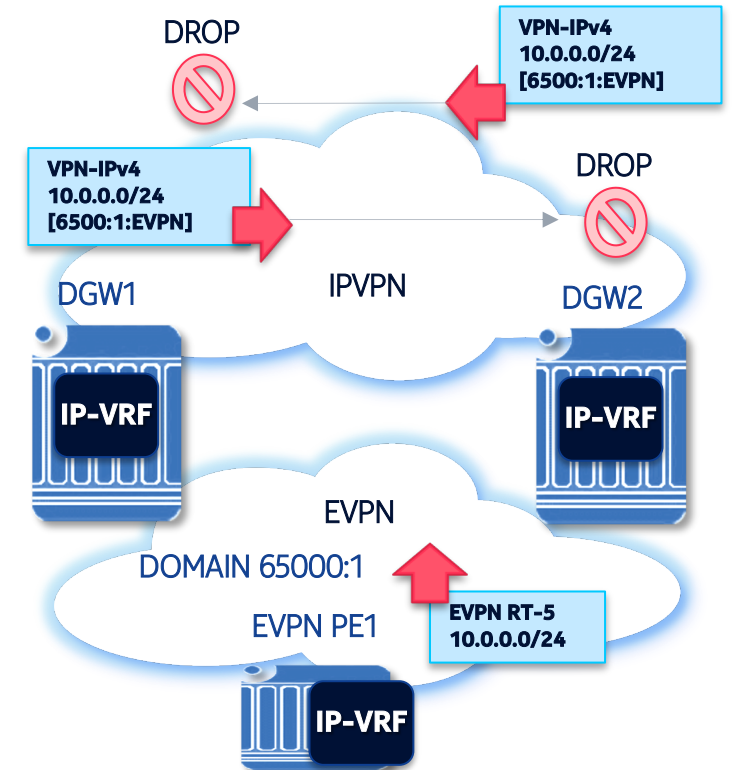 DROP
VPN-IPv4
10.0.0.0/24
[6500:1:EVPN]
VPN-IPv4
10.0.0.0/24
[6500:1:EVPN]
DROP
IPVPN
DGW1
DGW2
IP-VRF
IP-VRF
EVPN
DOMAIN 65000:1
EVPN RT-5
10.0.0.0/24
EVPN PE1
IP-VRF